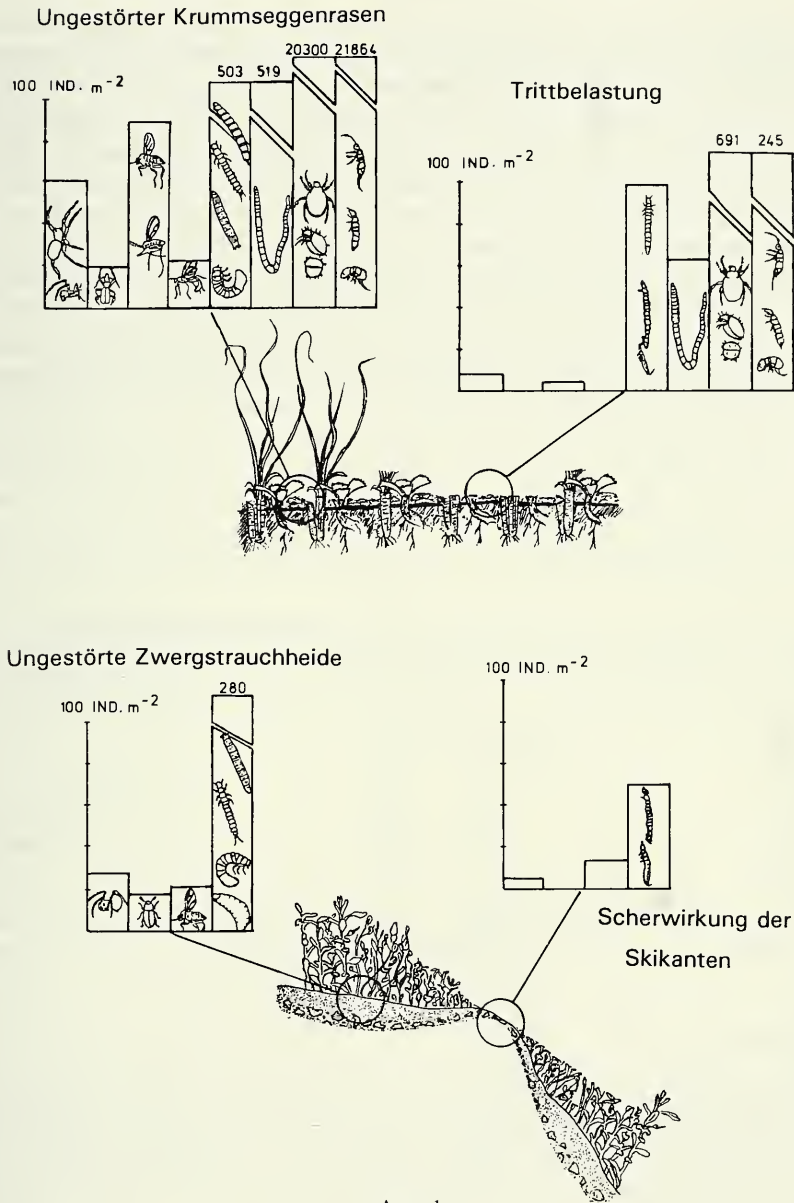 Ungestörter Krummseggenrasen
503 519 20300 21864
100 IND. m⁻²
Trittbelastung
691 245
100 IND. m⁻²
Ungestörte Zwergstrauchheide
280
100 IND. m⁻²
100 IND. m⁻²
Scherwirkung der
Skikanten